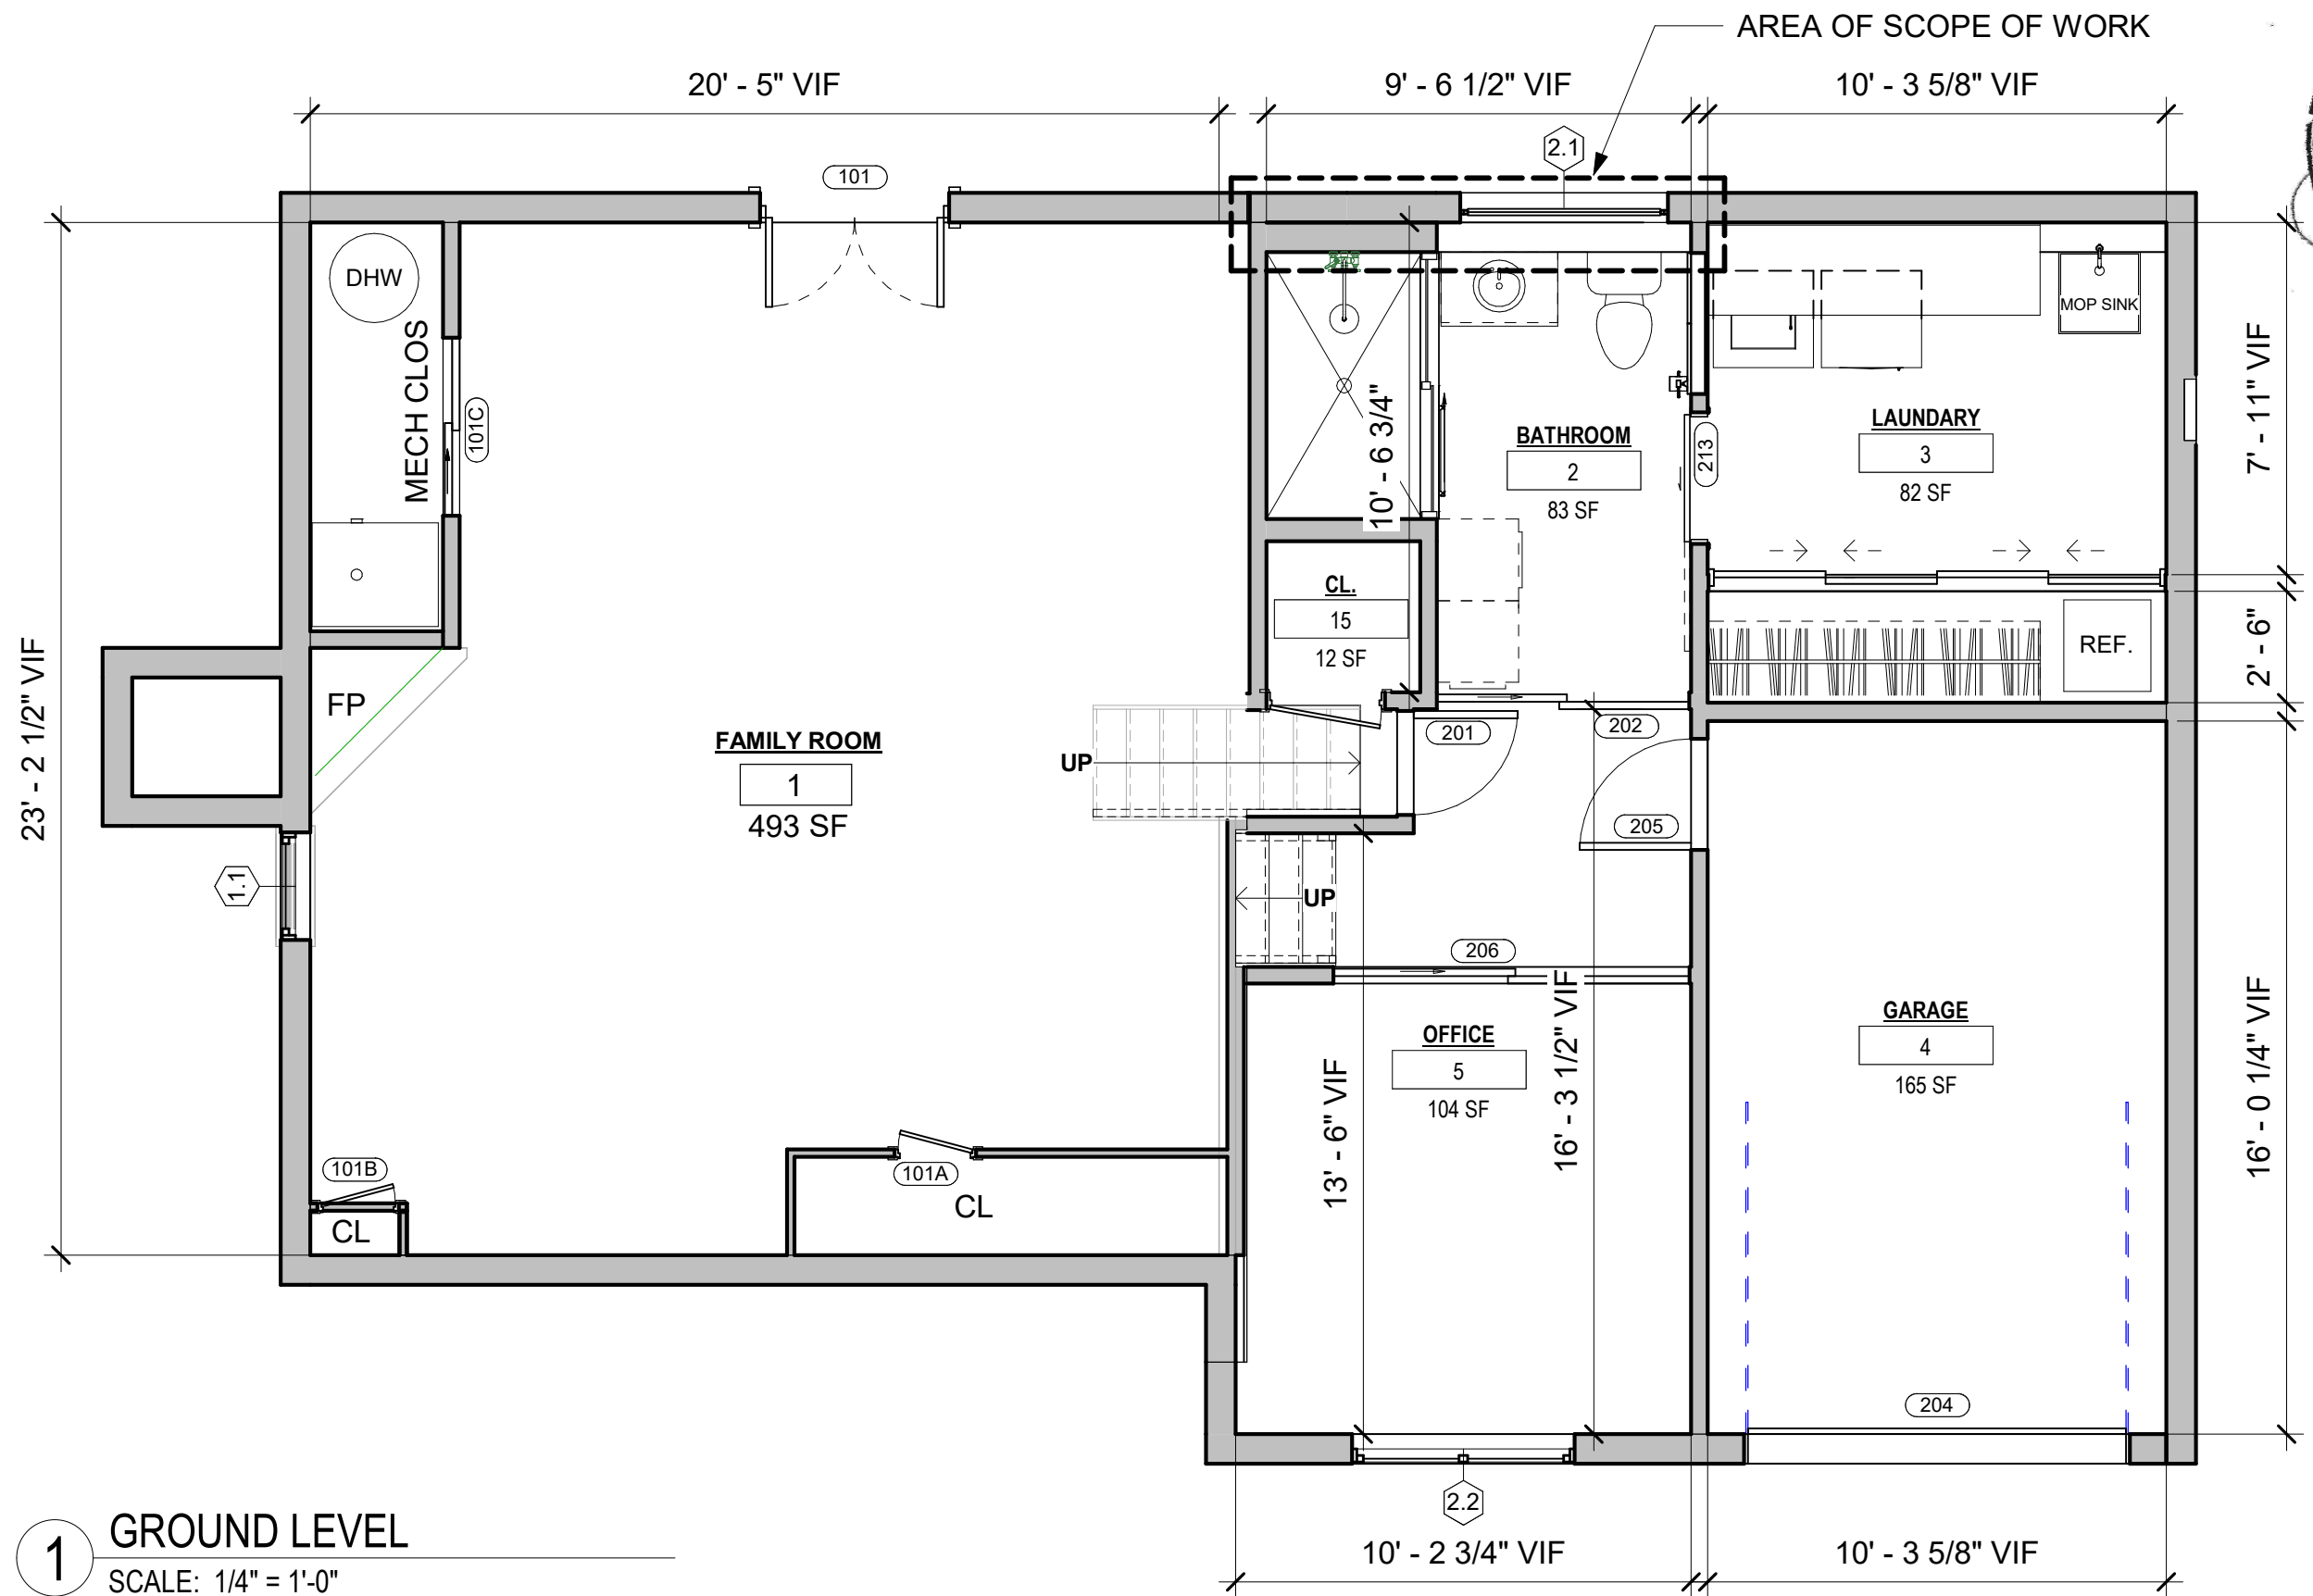 AREA OF SCOPE OF WORK
20' - 5" VIF
9' - 6 1/2" VIF
10' - 3 5/8" VIF
2.1
101
DHW
MECH CLOS
101C
MOP SINK
10' - 6 3/4"
BATHROOM
2
83 SF
213
LAUNDARY
3
82 SF
7' - 11" VIF
CL.
15
12 SF
2' - 6"
REF.
23' - 2 1/2" VIF
FP
FAMILY ROOM
1
493 SF
UP
201
202
205
1.1
UP
206
OFFICE
5
104 SF
13' - 6" VIF
16' - 3 1/2" VIF
GARAGE
4
165 SF
16' - 0 1/4" VIF
101B
CL
101A
CL
204
2.2
10' - 2 3/4" VIF
10' - 3 5/8" VIF
1
GROUND LEVEL
SCALE: 1/4" = 1'-0"